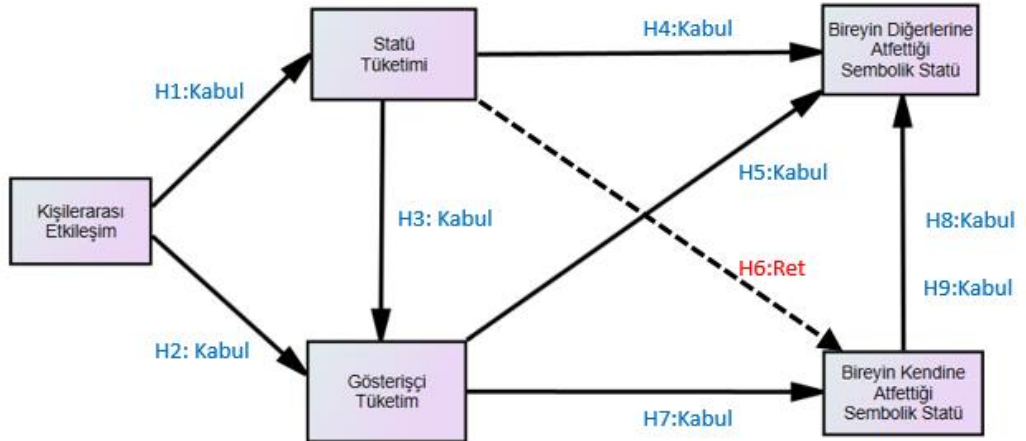 Statü
Tüketimi
H4:Kabul
Bireyin Diğerlerine
Atfettiği
Sembolik Statü
H1:Kabul
H5:Kabul
Kişilerarası
Etkileşim
H3: Kabul
H8:Kabul
H6:Ret
H9:Kabul
H2: Kabul
Gösterişçi
Tüketim
H7:Kabul
Bireyin Kendine
Atfettiği
Sembolik Statü